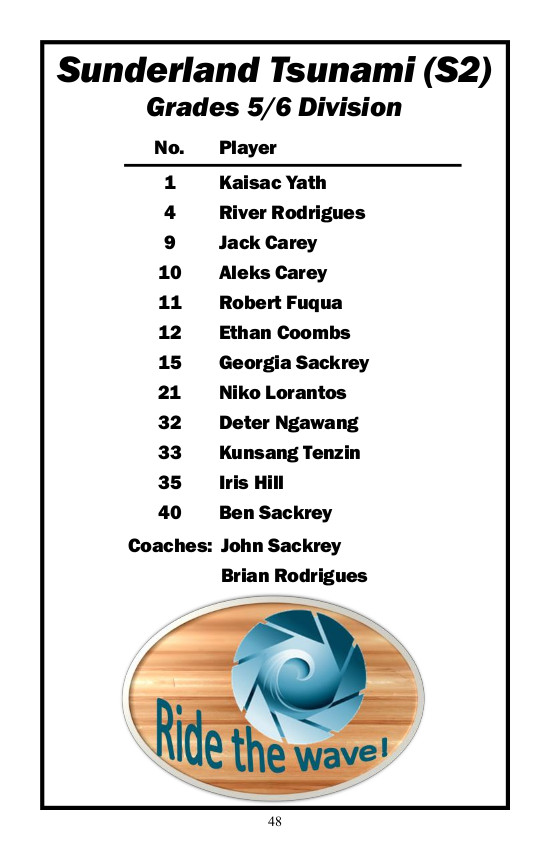 Sunderland Tsunami (S2)
Grades 5/6 Division
No. Player
1 Kaisac Yath
4 River Rodrigues
9 Jack Carey
10 Aleks Carey
11 Robert Fuqua
12 Ethan Coombs
15 Georgia Sackrey
21 Niko Lorantos
32 Deter Ngawang
33 Kunsang Tenzin
35 Iris Hill
40 Ben Sackrey
Coaches: John Sackrey
Brian Rodrigues
Ride the wave!
48